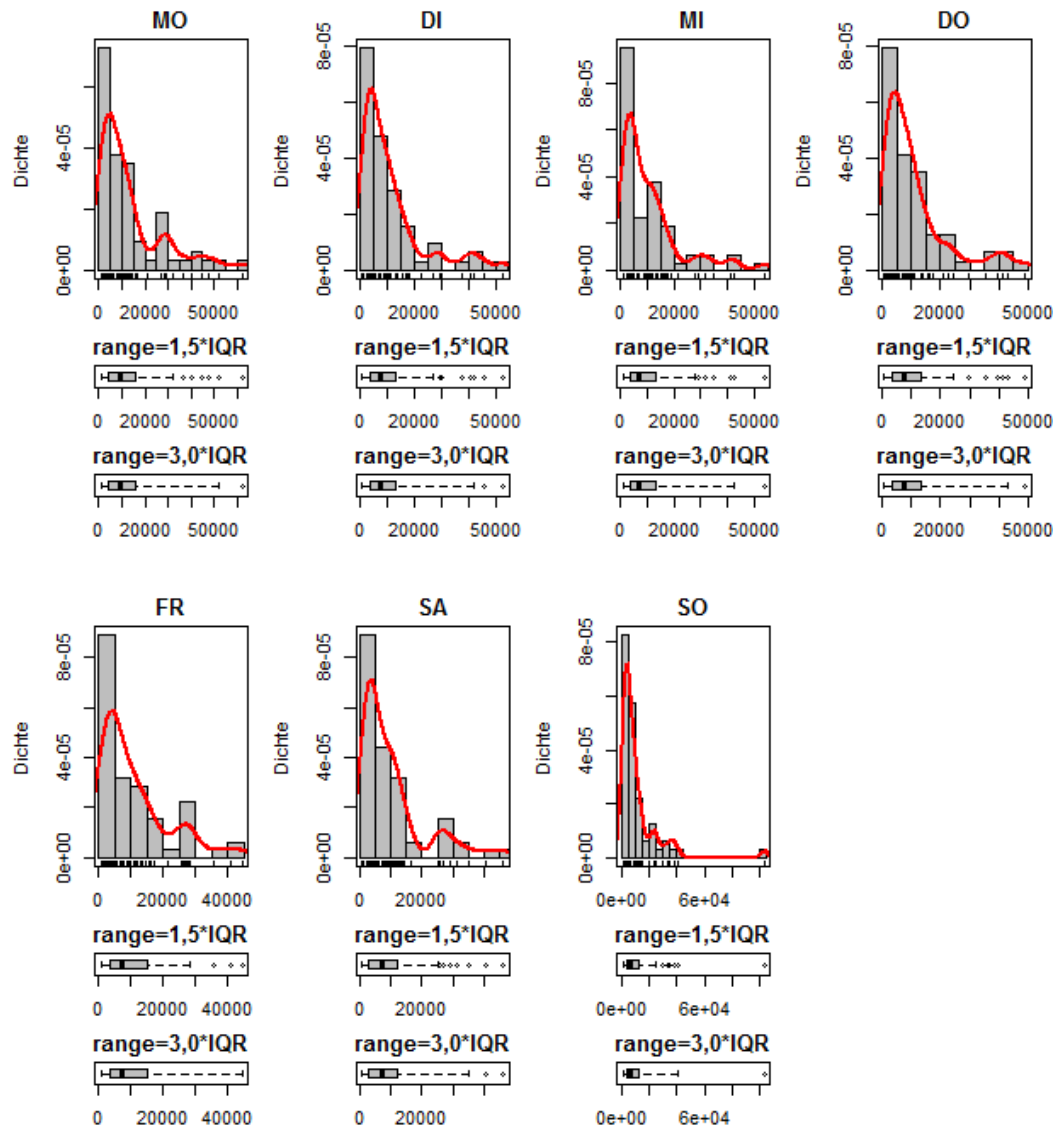 MO DI MI DO
Dichte 0e+00 4e-05
Dichte 0e+00 4e-05 8e-05
Dichte 0e+00 4e-05 8e-05
Dichte 0e+00 4e-05 8e-05
0 20000 50000 0 20000 50000 0 20000 50000 0 20000 50000
range=1,5*IQR range=1,5*IQR range=1,5*IQR range=1,5*IQR
0 20000 50000 0 20000 50000 0 20000 50000 0 20000 50000
range=3,0*IQR range=3,0*IQR range=3,0*IQR range=3,0*IQR
0 20000 50000 0 20000 50000 0 20000 50000 0 20000 50000
FR SA SO
Dichte 0e+00 4e-05 8e-05
Dichte 0e+00 4e-05 8e-05
Dichte 0e+00 4e-05 8e-05
0 20000 40000 0 20000 0e+00 6e+04
range=1,5*IQR range=1,5*IQR range=1,5*IQR
0 20000 40000 0 20000 0e+00 6e+04
range=3,0*IQR range=3,0*IQR range=3,0*IQR
0 20000 40000 0 20000 0e+00 6e+04